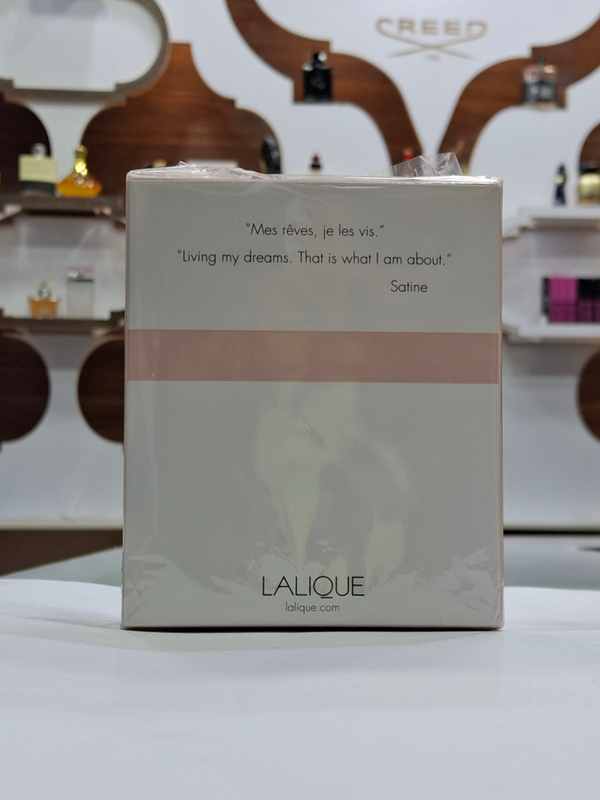 CREED
“Mes rêves, je les vis.”
“Living my dreams. That is what I am about.”
Satine
LALIQUE
lalique.com